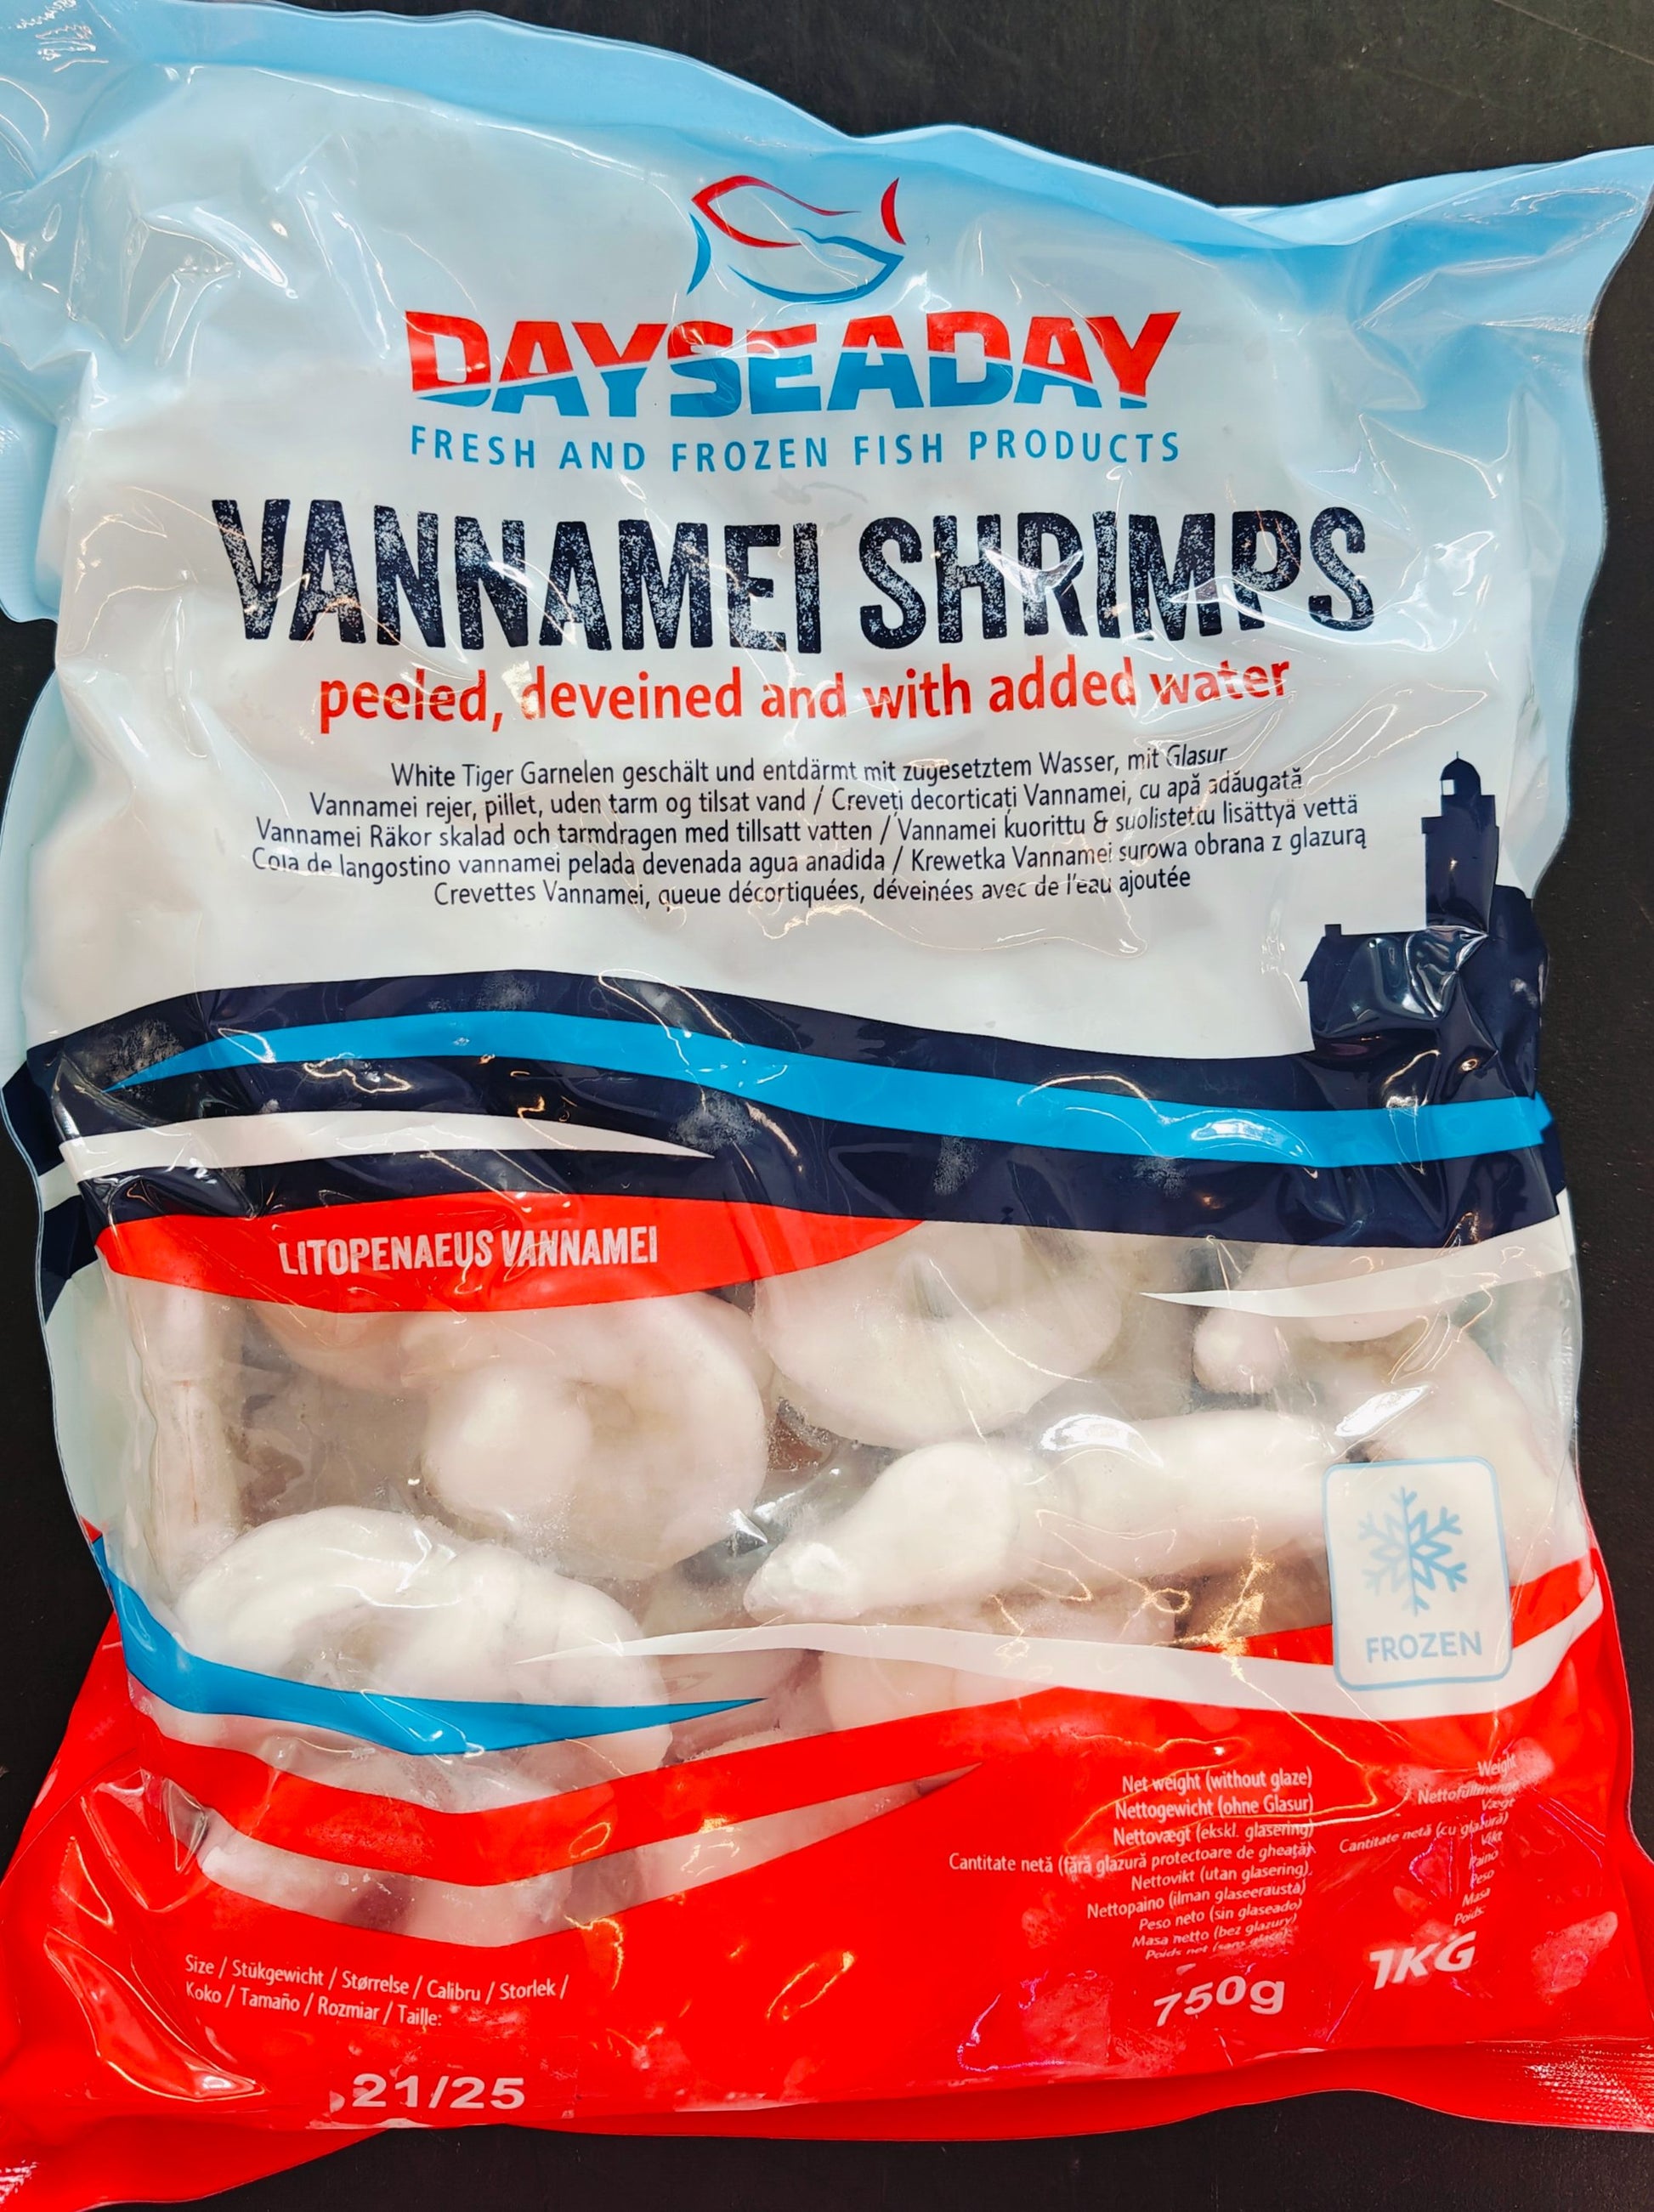 DAYSEADAY
FRESH AND FROZEN FISH PRODUCTS
VANNAMEI SHRIMPS
peeled, deveined and with added water
White Tiger Garnelen geschält und entdärmt mit zugesetztem Wasser, mit Glasur
Vannamei rejer, pillet, uden tarm og tilsat vand / Creveți decorticați Vannamei, cu apă adăugată
Vannamei Räkor skalad och tarmdragen med tillsatt vatten / Vannamei kuorittu & suolistettu lisättyä vettä
Cola de langostino vannamei pelada devenada agua anadida / Krewetka Vannamei surowa obrana z glazurą
Crevettes Vannamei, queue décortiquées, déveinées avec de l'eau ajoutée
LITOPENAEUS VANNAMEI
FROZEN
Net weight (without glaze)
Nettogewicht (ohne Glasur)
Nettovægt (ekskl. glasering)
Cantitate netă (fără glazură protectoare de gheață)
Nettovikt (utan glasering)
Nettopaino (ilman glaseerausta)
Peso neto (sin glaseado)
Masa netto (bez glazury)
Poids net (sans glace):
750g
Weight
Nettofüllmenge
Vægt
Cantitate netă (cu glazură)
Vikt
Paino
Peso
Masa
Poids:
1KG
Size / Stükgewicht / Størrelse / Calibru / Storlek /
Koko / Tamaño / Rozmiar / Taille:
21/25